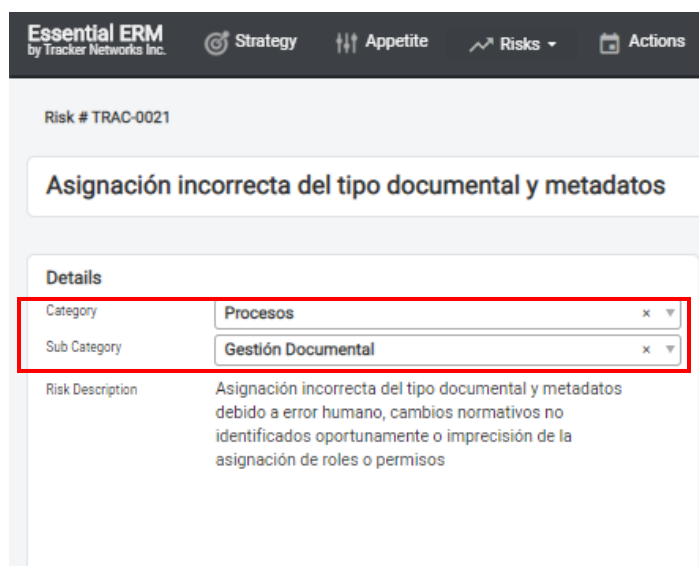 Essential ERM
by Tracker Networks Inc.
Strategy
Appetite
Risks
Actions
Risk # TRAC-0021
Asignación incorrecta del tipo documental y metadatos
Details
Category
Procesos
×
Sub Category
Gestión Documental
×
Risk Description
Asignación incorrecta del tipo documental y metadatos
debido a error humano, cambios normativos no
identificados oportunamente o imprecisión de la
asignación de roles o permisos